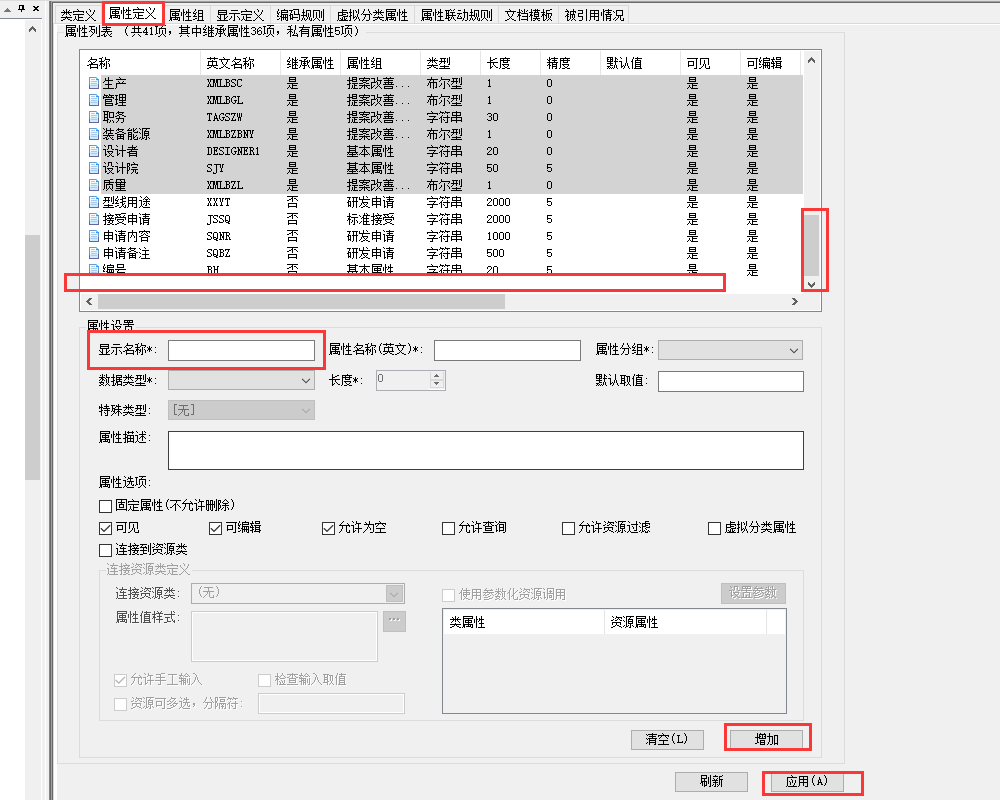 类定义 属性定义 属性组 显示定义 编码规则 虚拟分类属性 属性联动规则 文档模板 被引用情况
属性列表 （共41项，其中继承属性36项，私有属性5项）
名称 英文名称 继承属性 属性组 类型 长度 精度 默认值 可见 可编辑
生产 XMLBSC 是 提案改善... 布尔型 1 0 是 是
管理 XMLBGL 是 提案改善... 布尔型 1 0 是 是
职务 TAGSZW 是 提案改善... 字符串 30 0 是 是
装备能源 XMLBZBNY 是 提案改善... 布尔型 1 0 是 是
设计者 DESIGNER1 是 基本属性 字符串 20 0 是 是
设计院 SJY 是 基本属性 字符串 50 5 是 是
质量 XMLBZL 是 提案改善... 布尔型 1 0 是 是
型线用途 XXYT 否 研发申请 字符串 2000 5 是 是
接受申请 JSSQ 否 标准接受 字符串 2000 5 是 是
申请内容 SQNR 否 研发申请 字符串 1000 5 是 是
申请备注 SQBZ 否 研发申请 字符串 500 5 是 是
编号 BH 否 基本属性 字符串 20 5 是 是
属性设置
显示名称*: 属性名称(英文)*: 属性分组*:
数据类型*: 长度*: 0 默认取值:
特殊类型: [无]
属性描述:
属性选项:
固定属性(不允许删除)
可见 可编辑 允许为空 允许查询 允许资源过滤 虚拟分类属性
连接到资源类
连接资源类定义
连接资源类: (无) 使用参数化资源调用 设置参数
属性值样式: ... 类属性 资源属性
允许手工输入 检查输入取值
资源可多选，分隔符:
清空(L) 增加
刷新 应用(A)